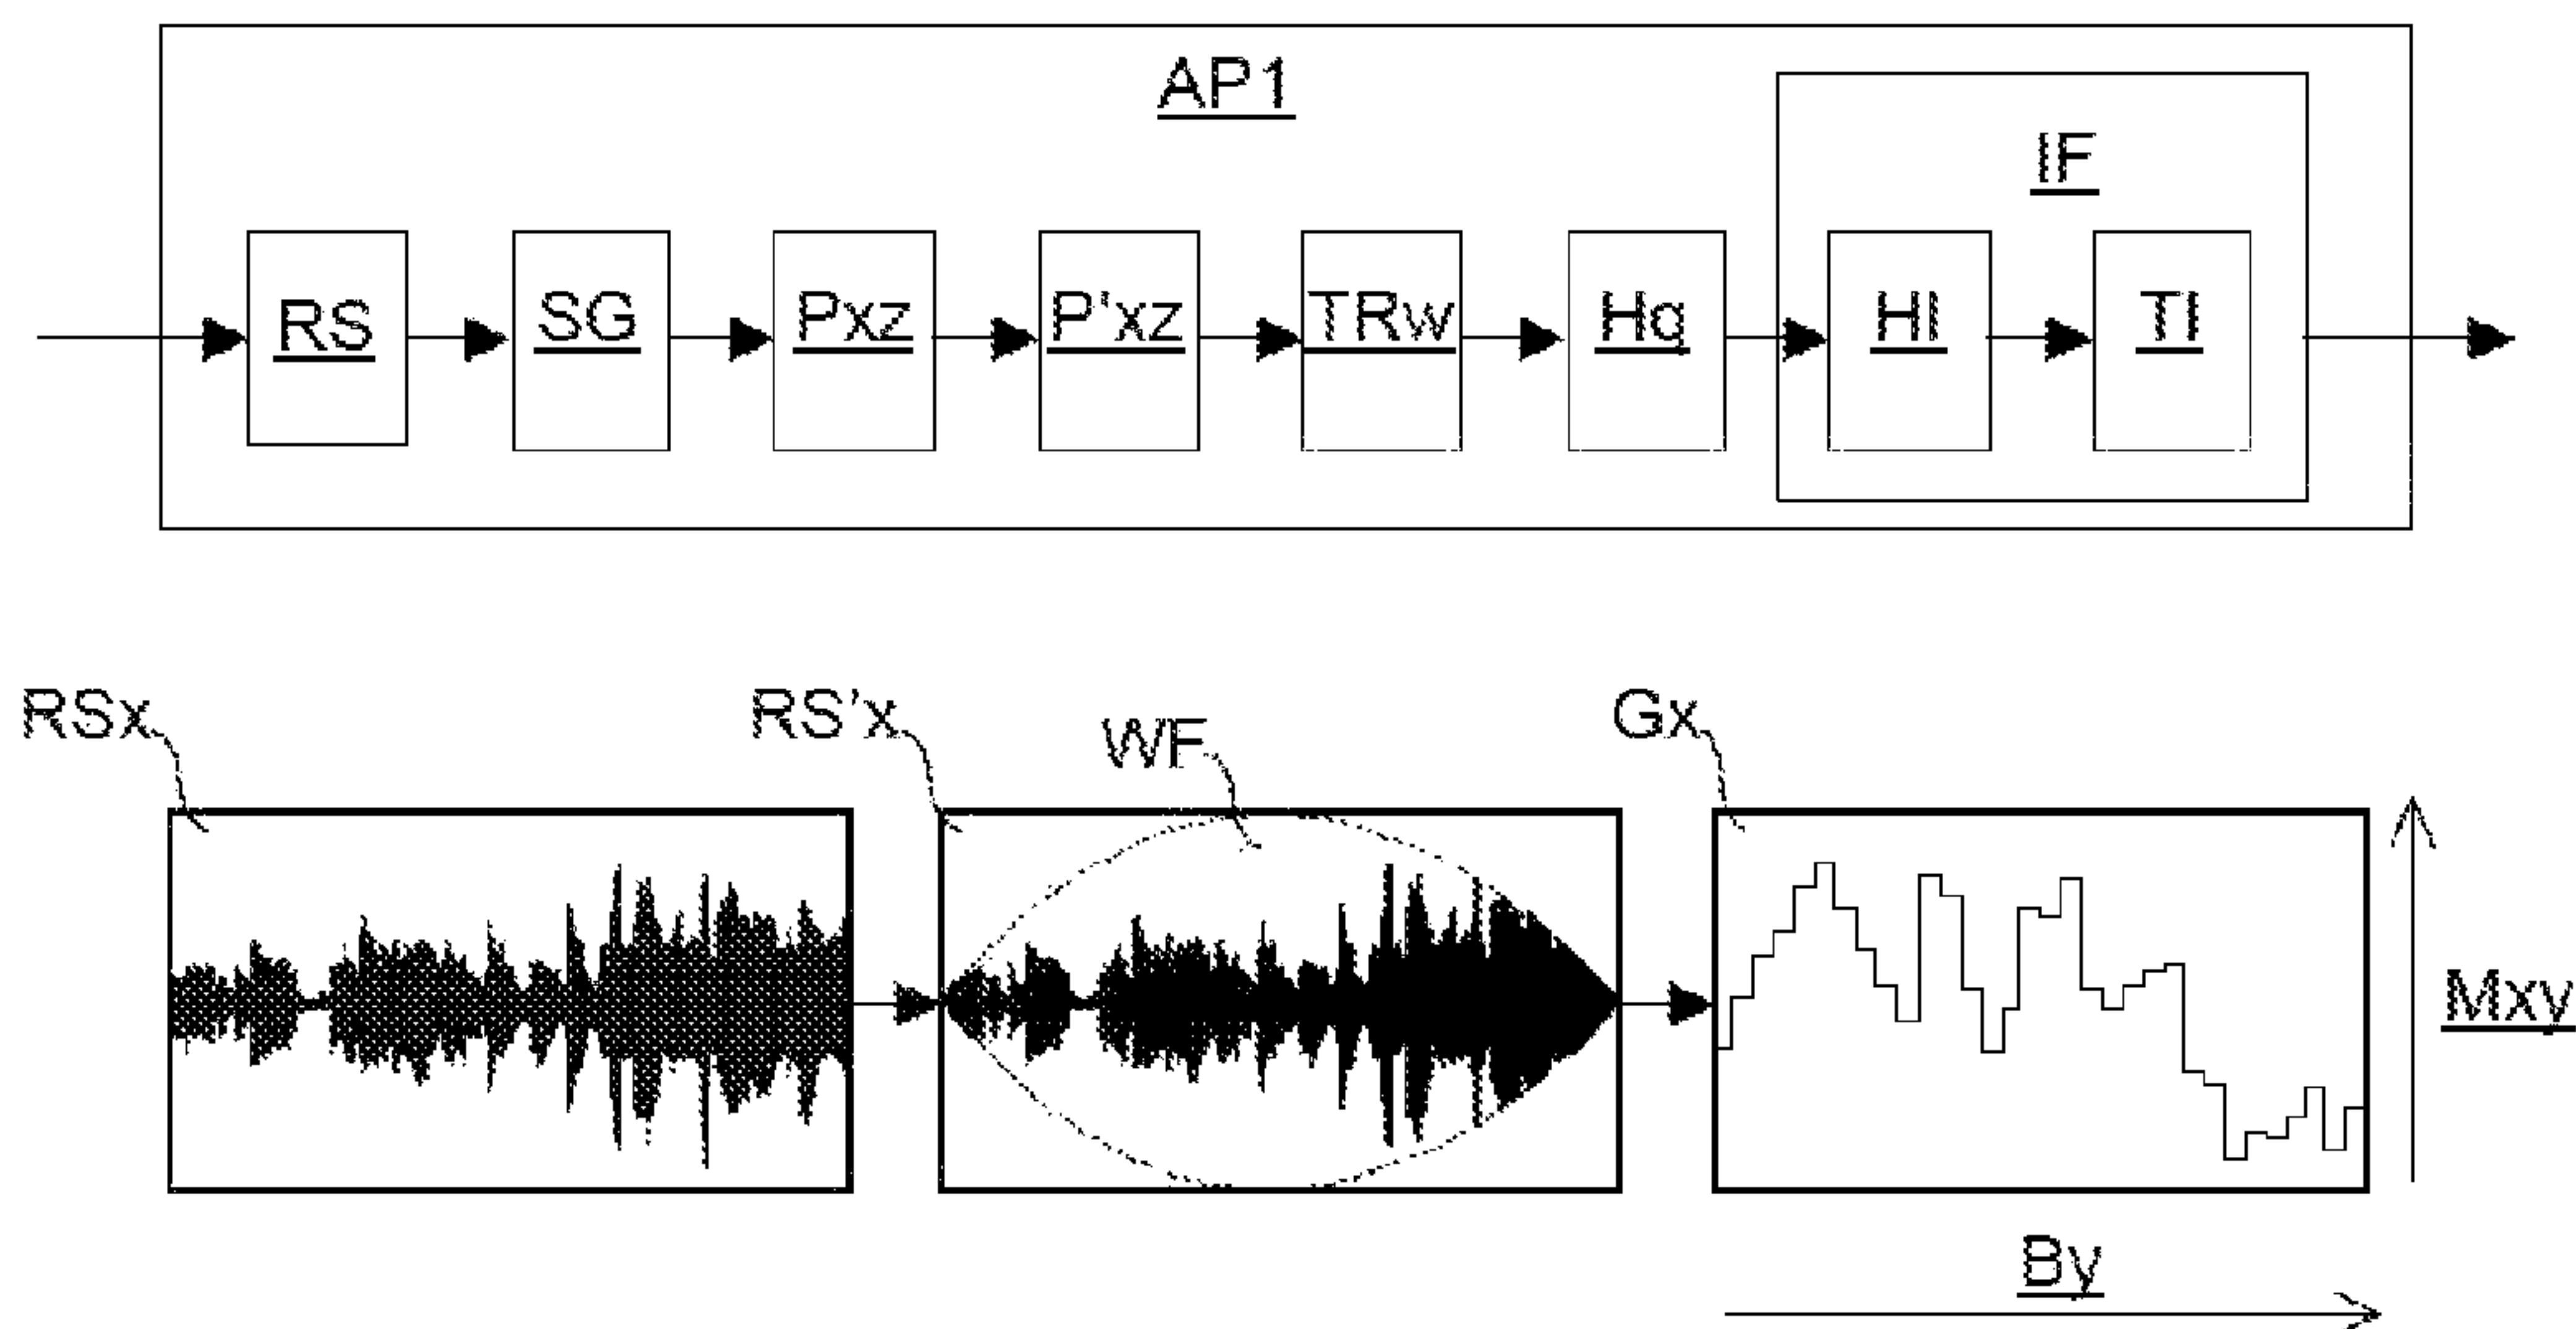 AP1
IF
RS
SG
Pxz
P'xz
TRw
Hq
HI
TI
RSx
RS'x
WF
Gx
Mxy
By